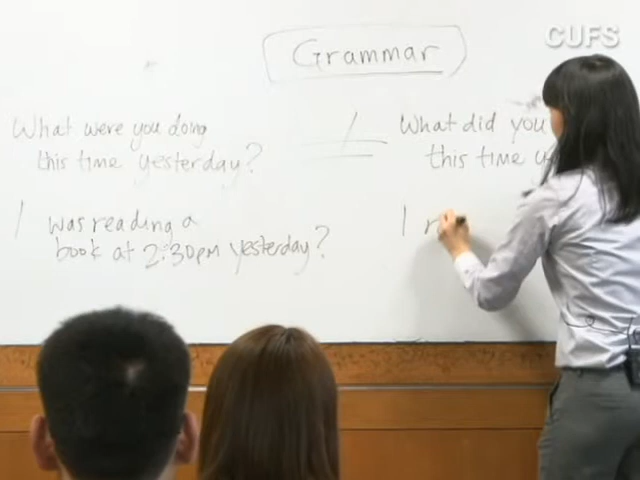 CUFS
Grammar
What were you doing
this time yesterday?
I was reading a
book at 2:30pm yesterday?
What did you
this time
I